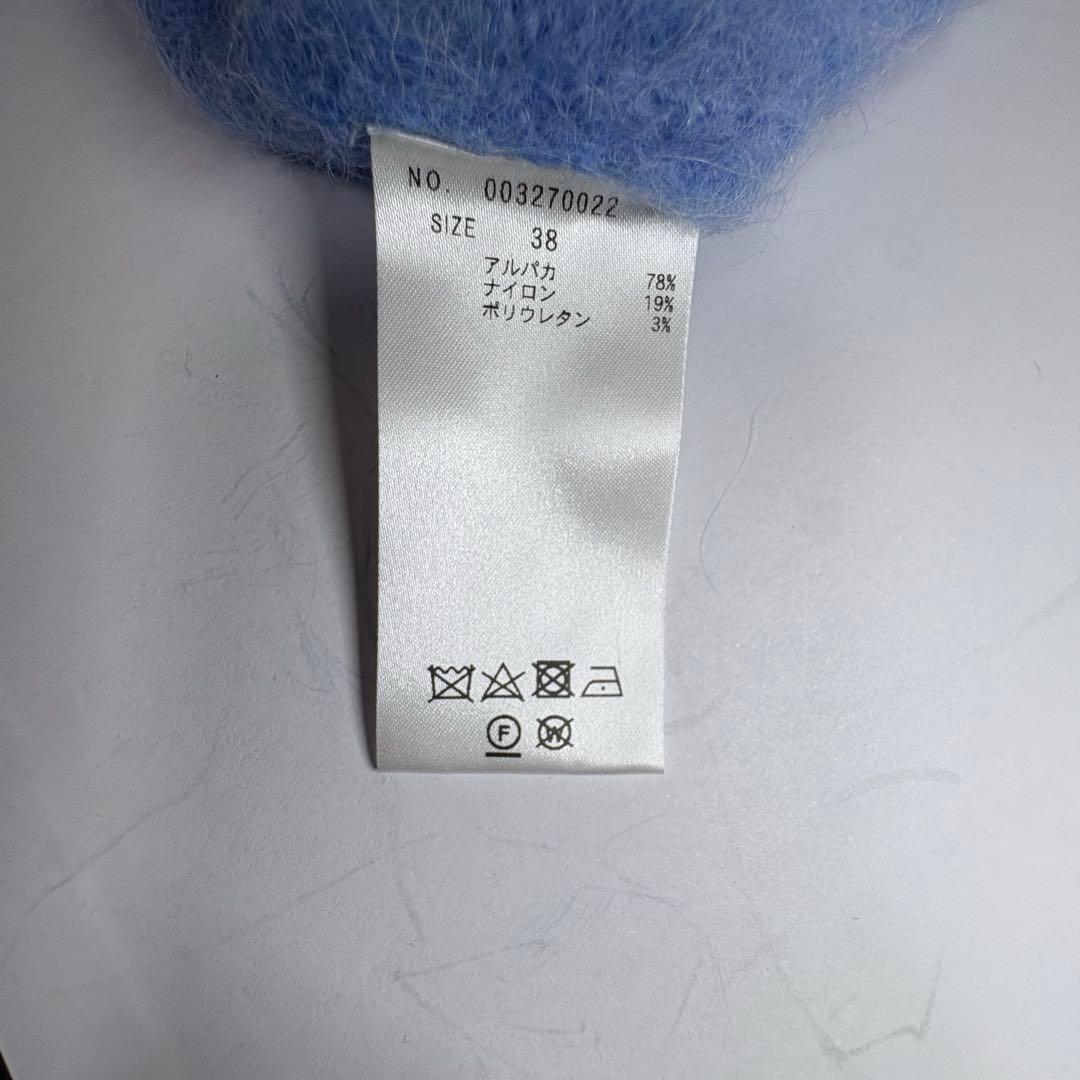 NO. 003270022
SIZE 38
アルパカ 78%
ナイロン 19%
ポリウレタン 3%
F W